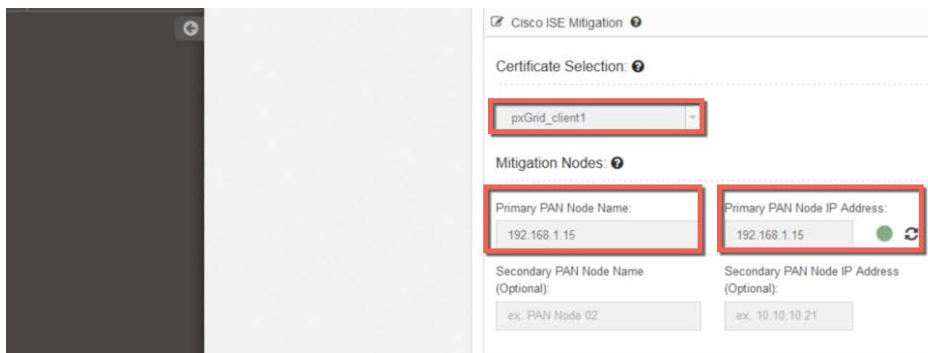 Cisco ISE Mitigation
Certificate Selection:
pxGrid_client1
Mitigation Nodes:
Primary PAN Node Name:
Primary PAN Node IP Address:
192.168.1.15
192.168.1.15
Secondary PAN Node Name
(Optional):
Secondary PAN Node IP Address
(Optional):
ex. PAN Node 02
ex. 10.10.10.21